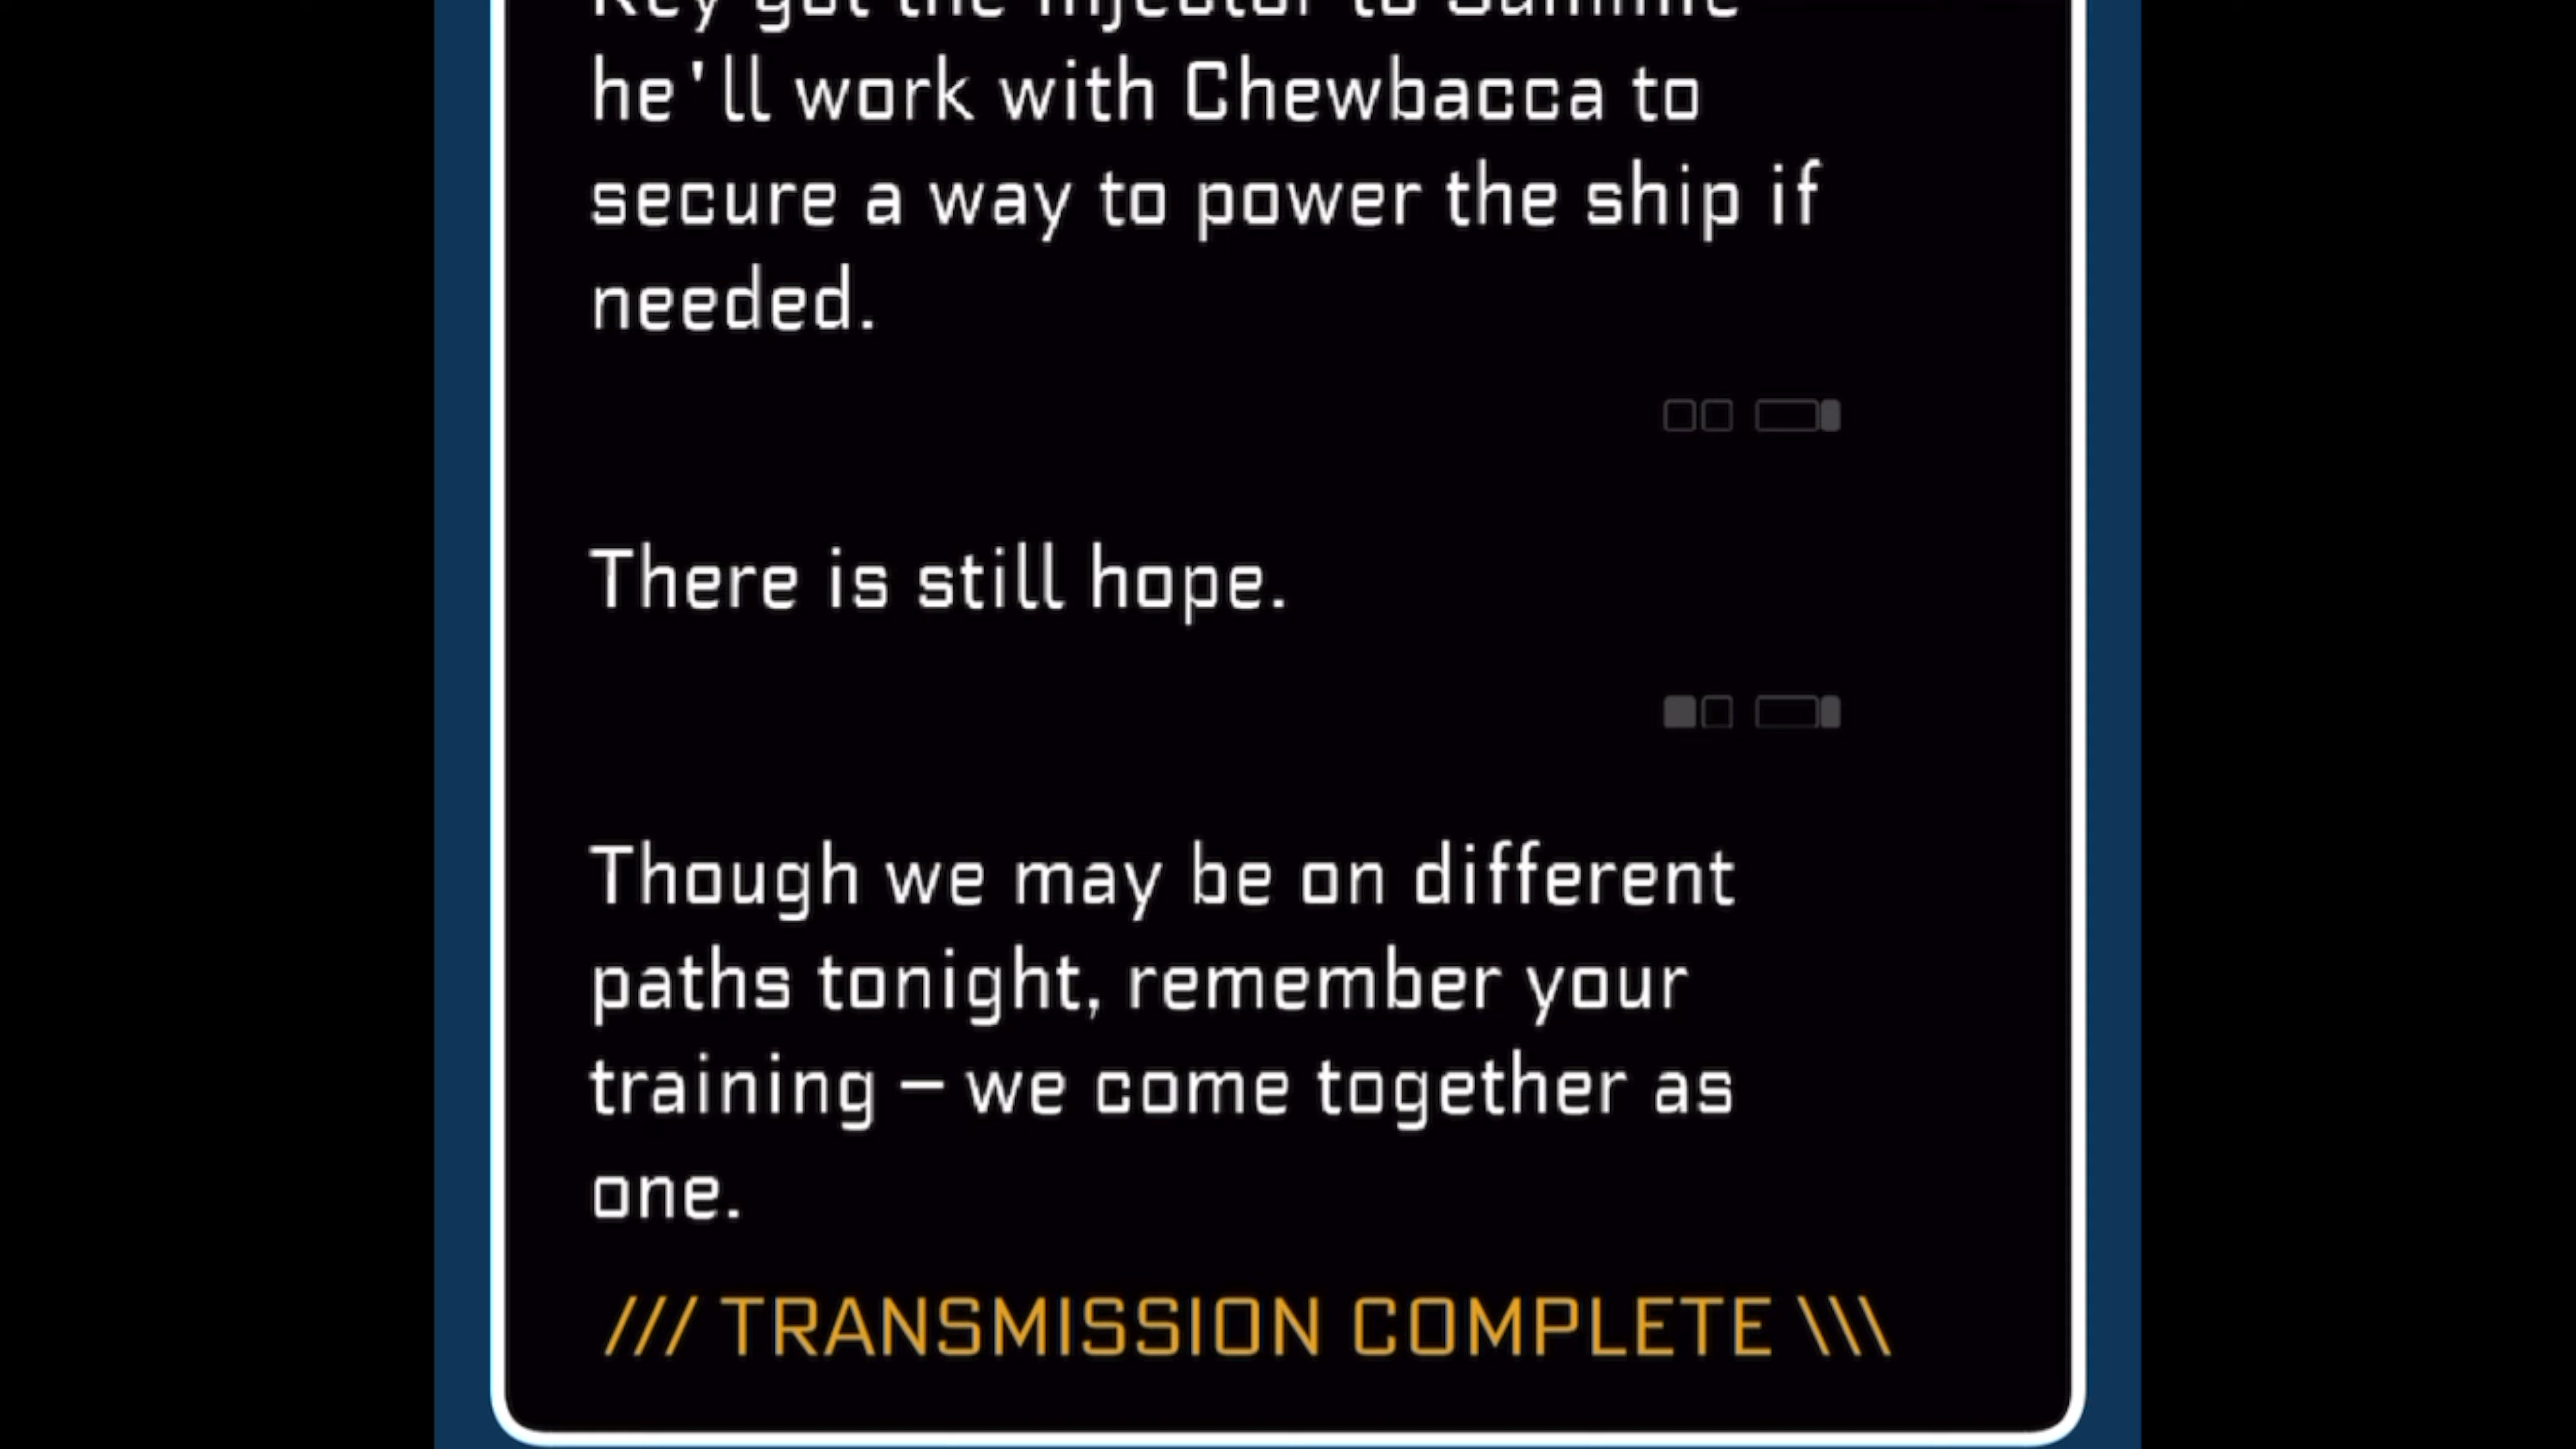 he'll work with Chewbacca to
secure a way to power the ship if
needed.
There is still hope.
Though we may be on different
paths tonight, remember your
training – we come together as
one.
/// TRANSMISSION COMPLETE \\\